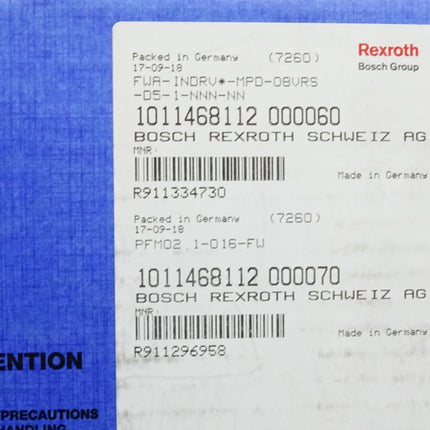 Packed in Germany (7260)
17-09-18
Rexroth
Bosch Group
FWA-INDRV*-MPD-08VRS
-D5-1-NNN-NN
1011468112 000060
BOSCH REXROTH SCHWEIZ AG
MNR:
Made in Germany
R911334730
Packed in Germany (7260)
17-09-18
PFM02.1-016-FW
1011468112 000070
BOSCH REXROTH SCHWEIZ AG
MNR:
Made in Germany
R911296958
ENTION
PRECAUTIONS
HANDLING